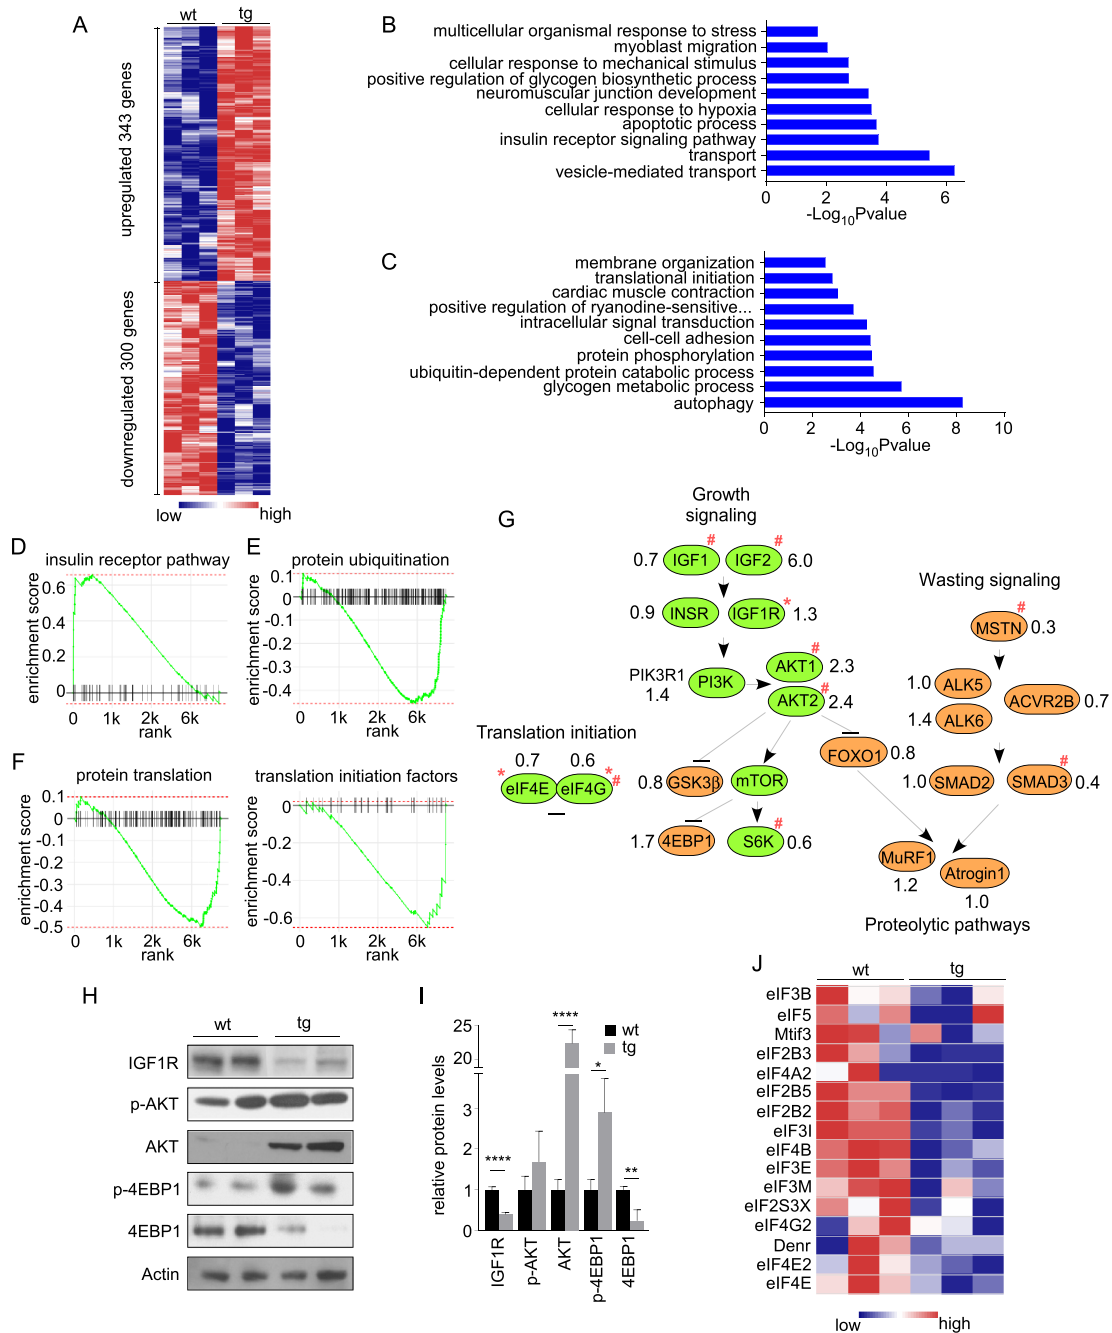 A
wt
tg
upregulated 343 genes
downregulated 300 genes
low
high
B
multicellular organismal response to stress
myoblast migration
cellular response to mechanical stimulus
positive regulation of glycogen biosynthetic process
neuromuscular junction development
cellular response to hypoxia
apoptotic process
insulin receptor signaling pathway
transport
vesicle-mediated transport
0 2 4 6
-Log10Pvalue
C
membrane organization
translational initiation
cardiac muscle contraction
positive regulation of ryanodine-sensitive...
intracellular signal transduction
cell-cell adhesion
protein phosphorylation
ubiquitin-dependent protein catabolic process
glycogen metabolic process
autophagy
0 2 4 6 8 10
-Log10Pvalue
D
insulin receptor pathway
enrichment score
0.6
0.4
0.2
0
0 2k 4k 6k
rank
E
protein ubiquitination
enrichment score
0.1
0
-0.1
-0.2
-0.3
-0.4
0 2k 4k 6k
rank
F
protein translation
enrichment score
0.1
0
-0.1
-0.2
-0.3
-0.4
-0.5
0 1k 2k 6k
rank
translation initiation factors
enrichment score
0
-0.2
-0.4
-0.6
0 1k 2k 6k
rank
G
Growth
signaling
# #
0.7 IGF1 IGF2 6.0
0.9 INSR IGF1R * 1.3
PIK3R1
1.4
PI3K
AKT1 # 2.3
AKT2 # 2.4
Translation initiation
0.7 0.6
* eIF4E eIF4G * #
0.8 GSK3β mTOR
1.7 4EBP1 S6K # 0.6
FOXO1 0.8
Wasting signaling
MSTN # 0.3
1.0 ALK5
1.4 ALK6
ACVR2B 0.7
1.0 SMAD2 SMAD3 # 0.4
MuRF1
1.2
Atrogin1
1.0
Proteolytic pathways
H
wt tg
IGF1R
p-AKT
AKT
p-4EBP1
4EBP1
Actin
I
relative protein levels
25
20
3
2
1
0
wt
tg
****
****
*
**
IGF1R
p-AKT
AKT
p-4EBP1
4EBP1
J
wt tg
eIF3B
eIF5
Mtif3
eIF2B3
eIF4A2
eIF2B5
eIF2B2
eIF3I
eIF4B
eIF3E
eIF3M
eIF2S3X
eIF4G2
Denr
eIF4E2
eIF4E
low
high